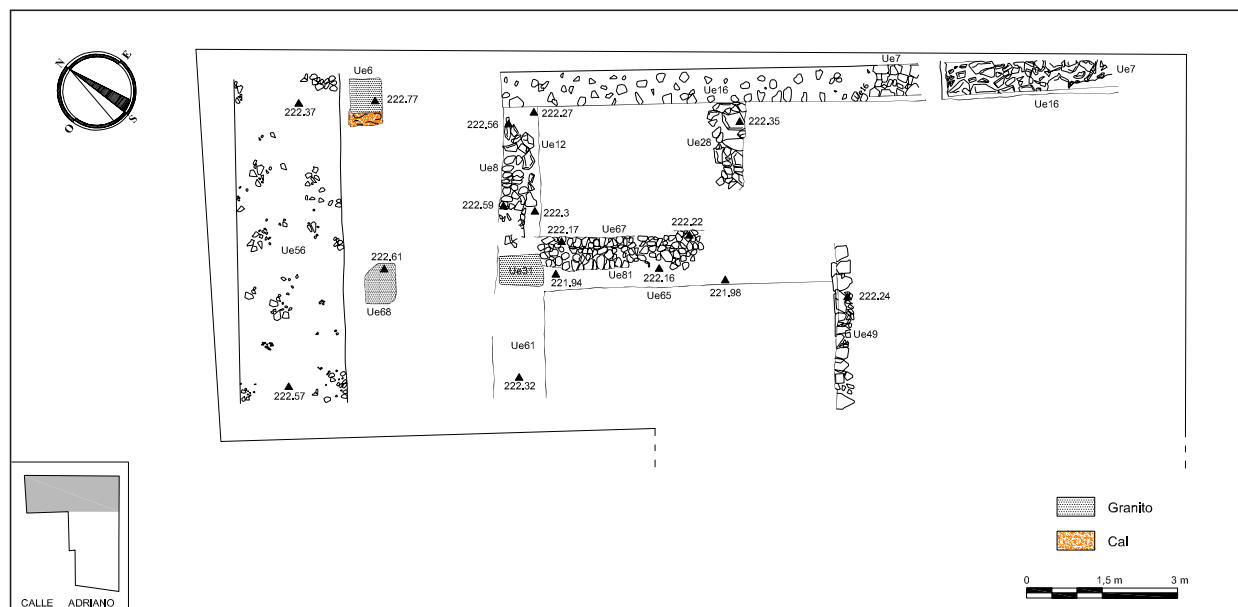 N
E
O
S
Ue6
222.77
222.37
Ue7
Ue7
Ue16
Ue16
Ue16
222.27
222.56
222.35
Ue12
Ue28
Ue8
222.59
222.3
222.22
222.17
Ue67
Ue56
222.61
Ue31
221.94
Ue81
222.16
221.98
Ue65
222.24
Ue68
Ue49
Ue61
222.32
222.57
Granito
Cal
0 1,5 m 3 m
CALLE ADRIANO